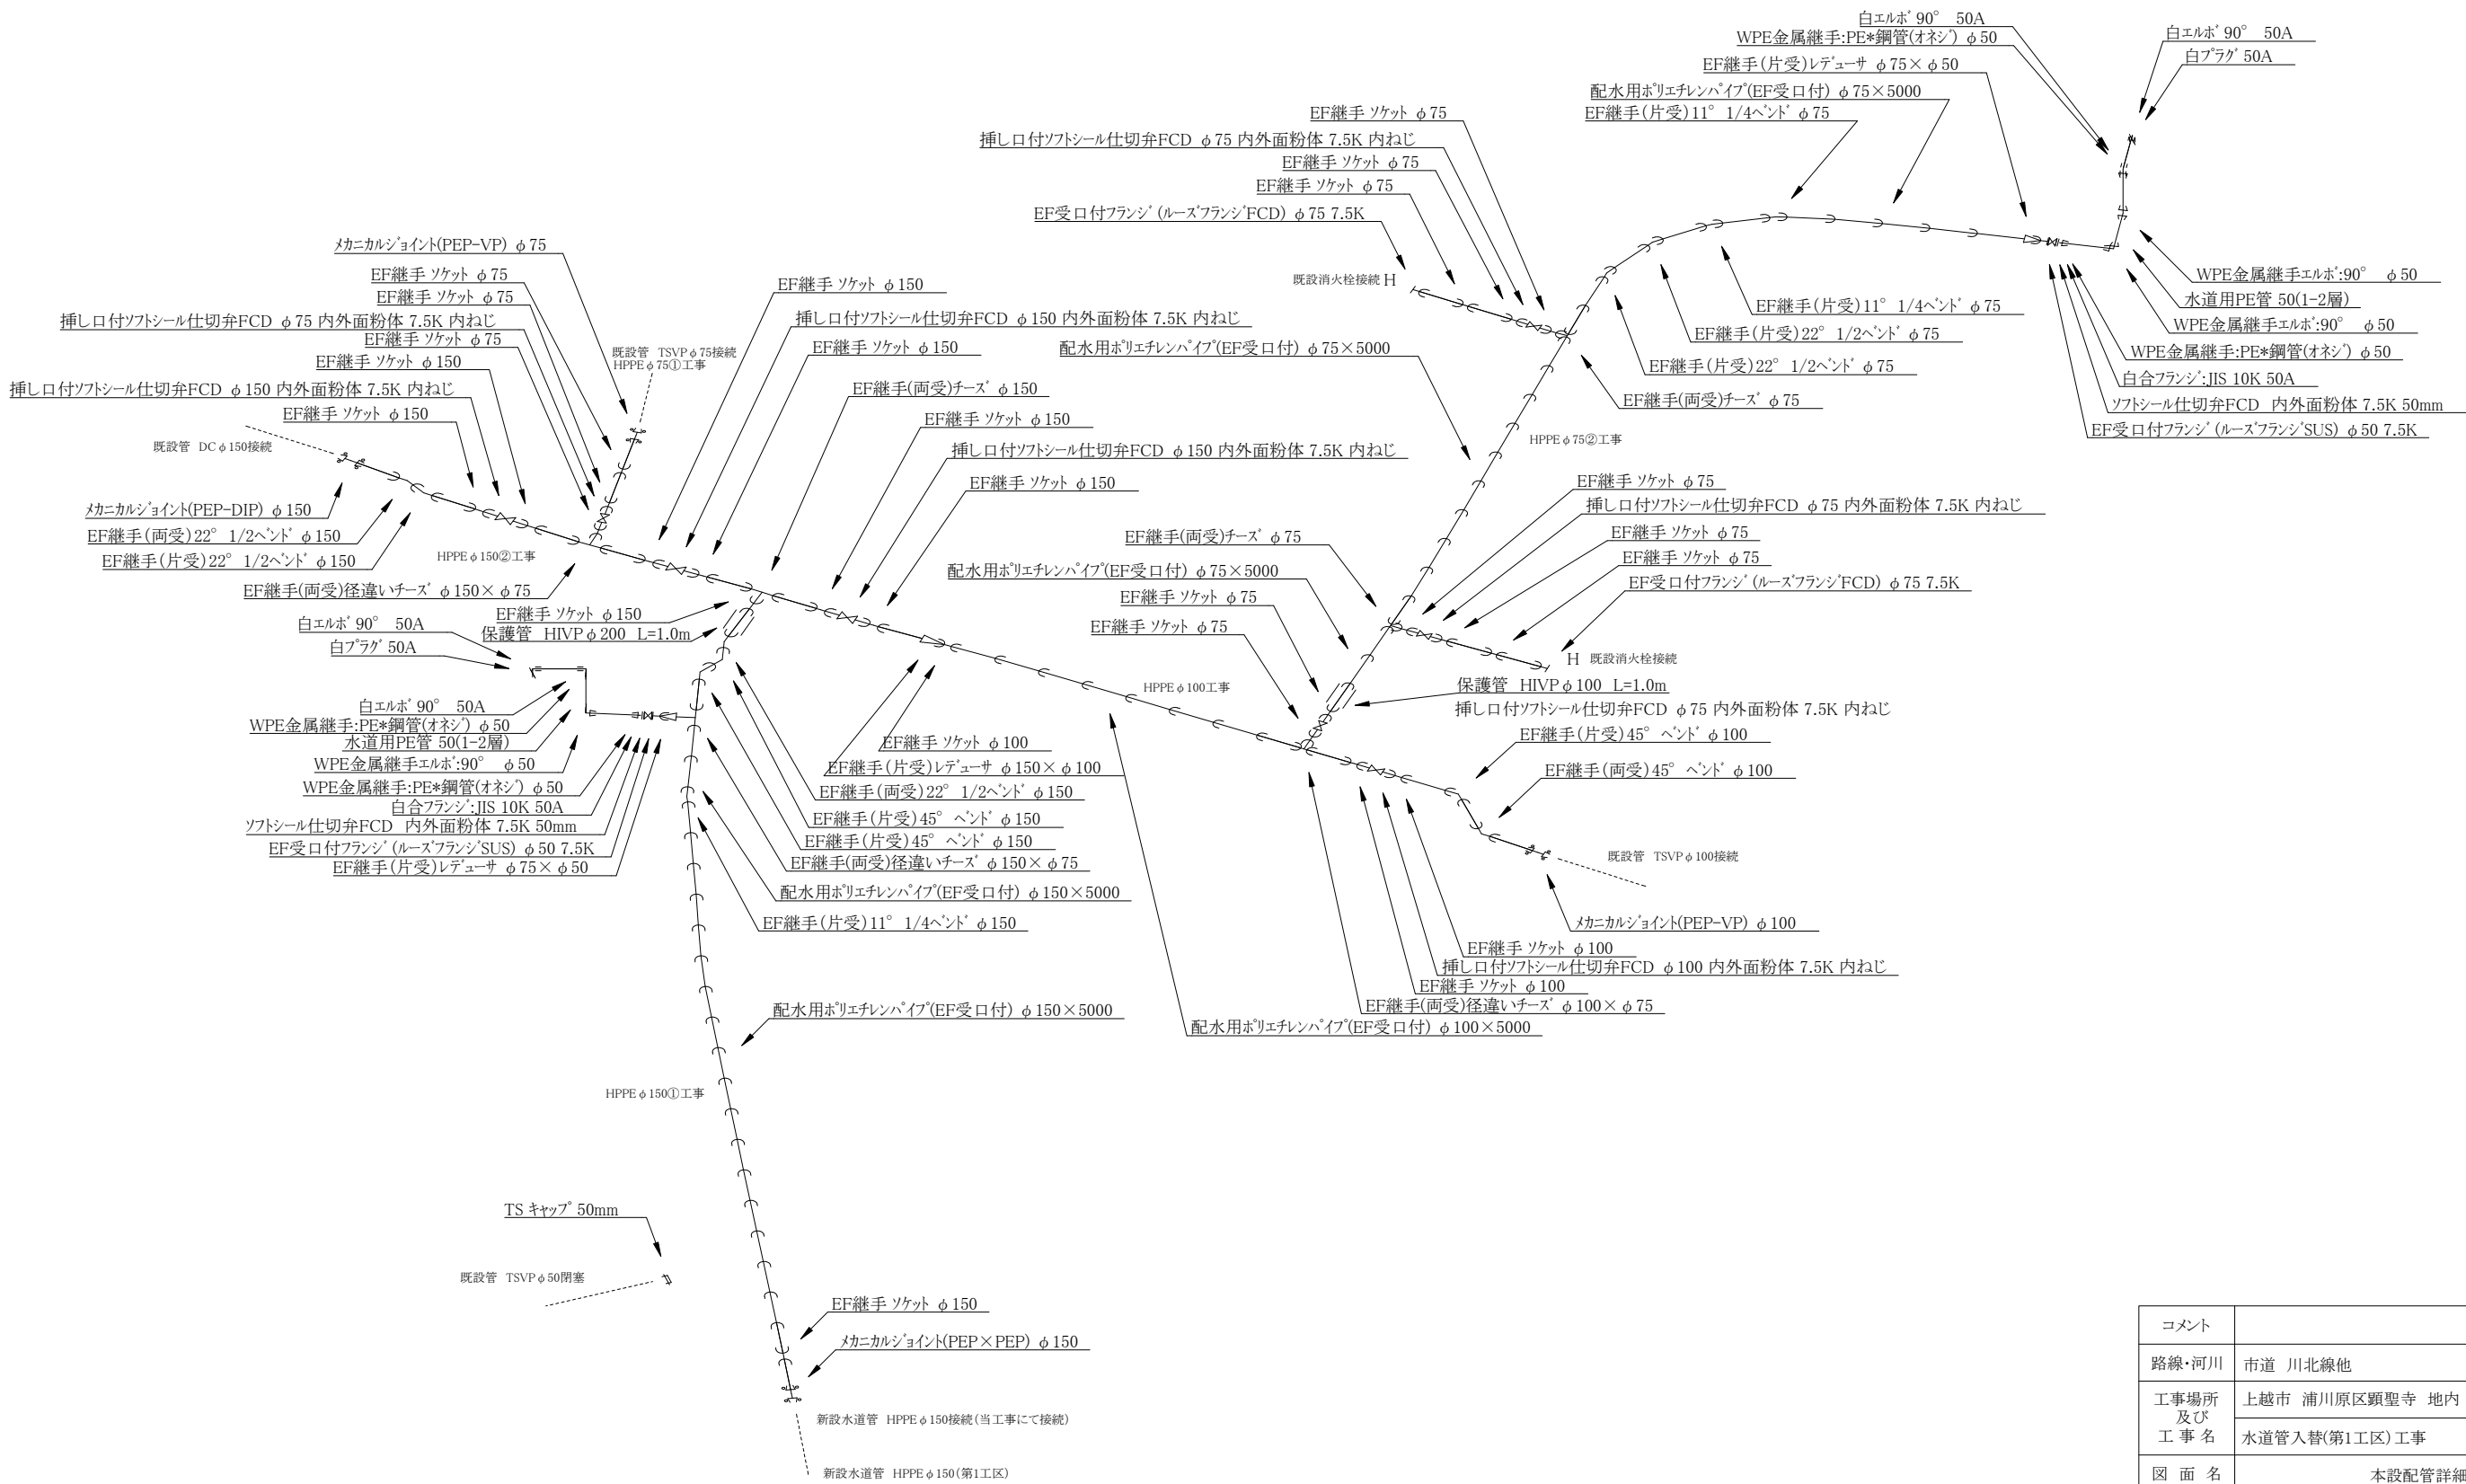 白ｴﾙﾎﾞ 90°　50A
WPE金属継手:PE*鋼管(ｵﾈｼﾞ) φ50
EF継手(片受)ﾚﾃﾞｭｰｻ φ75×φ50
配水用ﾎﾟﾘｴﾁﾚﾝﾊﾟｲﾌﾟ(EF受口付) φ75×5000
EF継手(片受)11° 1/4ﾍﾞﾝﾄﾞ φ75
白ｴﾙﾎﾞ 90°　50A
白ﾌﾟﾗｸﾞ 50A
EF継手 ｿｹｯﾄ φ75
挿し口付ｿﾌﾄｼｰﾙ仕切弁FCD φ75 内外面粉体 7.5K 内ねじ
EF継手 ｿｹｯﾄ φ75
EF継手 ｿｹｯﾄ φ75
EF受口付ﾌﾗﾝｼﾞ(ﾙｰｽﾞﾌﾗﾝｼﾞFCD) φ75 7.5K
既設消火栓接続 H
ﾒｶﾆｶﾙｼﾞｮｲﾝﾄ(PEP-VP) φ75
EF継手 ｿｹｯﾄ φ75
EF継手 ｿｹｯﾄ φ75
挿し口付ｿﾌﾄｼｰﾙ仕切弁FCD φ75 内外面粉体 7.5K 内ねじ
EF継手 ｿｹｯﾄ φ75
EF継手 ｿｹｯﾄ φ150
挿し口付ｿﾌﾄｼｰﾙ仕切弁FCD φ150 内外面粉体 7.5K 内ねじ
EF継手 ｿｹｯﾄ φ150
既設管　DCφ150接続
既設管　TSVPφ75接続
HPPEφ75①工事
EF継手 ｿｹｯﾄ φ150
挿し口付ｿﾌﾄｼｰﾙ仕切弁FCD φ150 内外面粉体 7.5K 内ねじ
EF継手 ｿｹｯﾄ φ150
EF継手(両受)ﾁｰｽﾞ φ150
EF継手 ｿｹｯﾄ φ150
挿し口付ｿﾌﾄｼｰﾙ仕切弁FCD φ150 内外面粉体 7.5K 内ねじ
EF継手 ｿｹｯﾄ φ150
配水用ﾎﾟﾘｴﾁﾚﾝﾊﾟｲﾌﾟ(EF受口付) φ75×5000
WPE金属継手ｴﾙﾎﾞ:90°　φ50
水道用PE管 50(1-2層)
WPE金属継手ｴﾙﾎﾞ:90°　φ50
WPE金属継手:PE*鋼管(ｵﾈｼﾞ) φ50
白合ﾌﾗﾝｼﾞ:JIS 10K 50A
ｿﾌﾄｼｰﾙ仕切弁FCD　内外面粉体 7.5K 50mm
EF受口付ﾌﾗﾝｼﾞ(ﾙｰｽﾞﾌﾗﾝｼﾞSUS) φ50 7.5K
EF継手(片受)11° 1/4ﾍﾞﾝﾄﾞ φ75
EF継手(片受)22° 1/2ﾍﾞﾝﾄﾞ φ75
EF継手(片受)22° 1/2ﾍﾞﾝﾄﾞ φ75
EF継手(両受)ﾁｰｽﾞ φ75
HPPEφ75②工事
ﾒｶﾆｶﾙｼﾞｮｲﾝﾄ(PEP-DIP) φ150
EF継手(両受)22° 1/2ﾍﾞﾝﾄﾞ φ150
EF継手(片受)22° 1/2ﾍﾞﾝﾄﾞ φ150
HPPEφ150②工事
EF継手(両受)径違いﾁｰｽﾞ φ150×φ75
EF継手 ｿｹｯﾄ φ150
保護管　HIVPφ200　L=1.0m
白ｴﾙﾎﾞ 90°　50A
白ﾌﾟﾗｸﾞ 50A
白ｴﾙﾎﾞ 90°　50A
WPE金属継手:PE*鋼管(ｵﾈｼﾞ) φ50
水道用PE管 50(1-2層)
WPE金属継手ｴﾙﾎﾞ:90°　φ50
WPE金属継手:PE*鋼管(ｵﾈｼﾞ) φ50
白合ﾌﾗﾝｼﾞ:JIS 10K 50A
ｿﾌﾄｼｰﾙ仕切弁FCD　内外面粉体 7.5K 50mm
EF受口付ﾌﾗﾝｼﾞ(ﾙｰｽﾞﾌﾗﾝｼﾞSUS) φ50 7.5K
EF継手(片受)ﾚﾃﾞｭｰｻ φ75×φ50
EF継手(両受)ﾁｰｽﾞ φ75
配水用ﾎﾟﾘｴﾁﾚﾝﾊﾟｲﾌﾟ(EF受口付) φ75×5000
EF継手 ｿｹｯﾄ φ75
EF継手 ｿｹｯﾄ φ75
EF継手 ｿｹｯﾄ φ75
挿し口付ｿﾌﾄｼｰﾙ仕切弁FCD φ75 内外面粉体 7.5K 内ねじ
EF継手 ｿｹｯﾄ φ75
EF継手 ｿｹｯﾄ φ75
EF受口付ﾌﾗﾝｼﾞ(ﾙｰｽﾞﾌﾗﾝｼﾞFCD) φ75 7.5K
H 既設消火栓接続
保護管　HIVPφ100　L=1.0m
挿し口付ｿﾌﾄｼｰﾙ仕切弁FCD φ75 内外面粉体 7.5K 内ねじ
EF継手(片受)45° ﾍﾞﾝﾄﾞ φ100
EF継手(両受)45° ﾍﾞﾝﾄﾞ φ100
HPPEφ100工事
EF継手 ｿｹｯﾄ φ100
EF継手(片受)ﾚﾃﾞｭｰｻ φ150×φ100
EF継手(両受)22° 1/2ﾍﾞﾝﾄﾞ φ150
EF継手(片受)45° ﾍﾞﾝﾄﾞ φ150
EF継手(片受)45° ﾍﾞﾝﾄﾞ φ150
EF継手(両受)径違いﾁｰｽﾞ φ150×φ75
配水用ﾎﾟﾘｴﾁﾚﾝﾊﾟｲﾌﾟ(EF受口付) φ150×5000
EF継手(片受)11° 1/4ﾍﾞﾝﾄﾞ φ150
既設管　TSVPφ100接続
ﾒｶﾆｶﾙｼﾞｮｲﾝﾄ(PEP-VP) φ100
EF継手 ｿｹｯﾄ φ100
挿し口付ｿﾌﾄｼｰﾙ仕切弁FCD φ100 内外面粉体 7.5K 内ねじ
EF継手 ｿｹｯﾄ φ100
EF継手(両受)径違いﾁｰｽﾞ φ100×φ75
配水用ﾎﾟﾘｴﾁﾚﾝﾊﾟｲﾌﾟ(EF受口付) φ100×5000
配水用ﾎﾟﾘｴﾁﾚﾝﾊﾟｲﾌﾟ(EF受口付) φ150×5000
HPPEφ150①工事
TS ｷｬｯﾌﾟ 50mm
既設管　TSVPφ50閉塞
EF継手 ｿｹｯﾄ φ150
ﾒｶﾆｶﾙｼﾞｮｲﾝﾄ(PEP×PEP) φ150
新設水道管　HPPEφ150接続(当工事にて接続)
新設水道管　HPPEφ150(第1工区)
コメント
路線・河川　市道　川北線他
工事場所　上越市　浦川原区顕聖寺　地内
及び
工 事 名　水道管入替(第1工区)工事
図 面 名　本設配管詳細